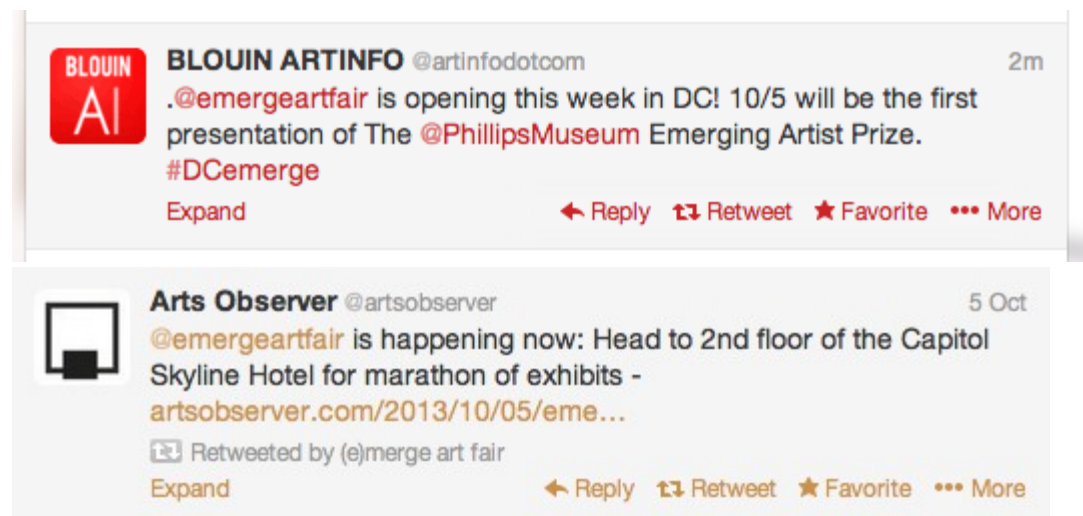 BLOUIN
AI
BLOUIN ARTINFO @artinfodotcom 2m
.@emergeartfair is opening this week in DC! 10/5 will be the first
presentation of The @PhillipsMuseum Emerging Artist Prize.
#DCemerge
Expand Reply Retweet Favorite More
Arts Observer @artsobserver 5 Oct
@emergeartfair is happening now: Head to 2nd floor of the Capitol
Skyline Hotel for marathon of exhibits -
artsobserver.com/2013/10/05/eme...
Retweeted by (e)merge art fair
Expand Reply Retweet Favorite More